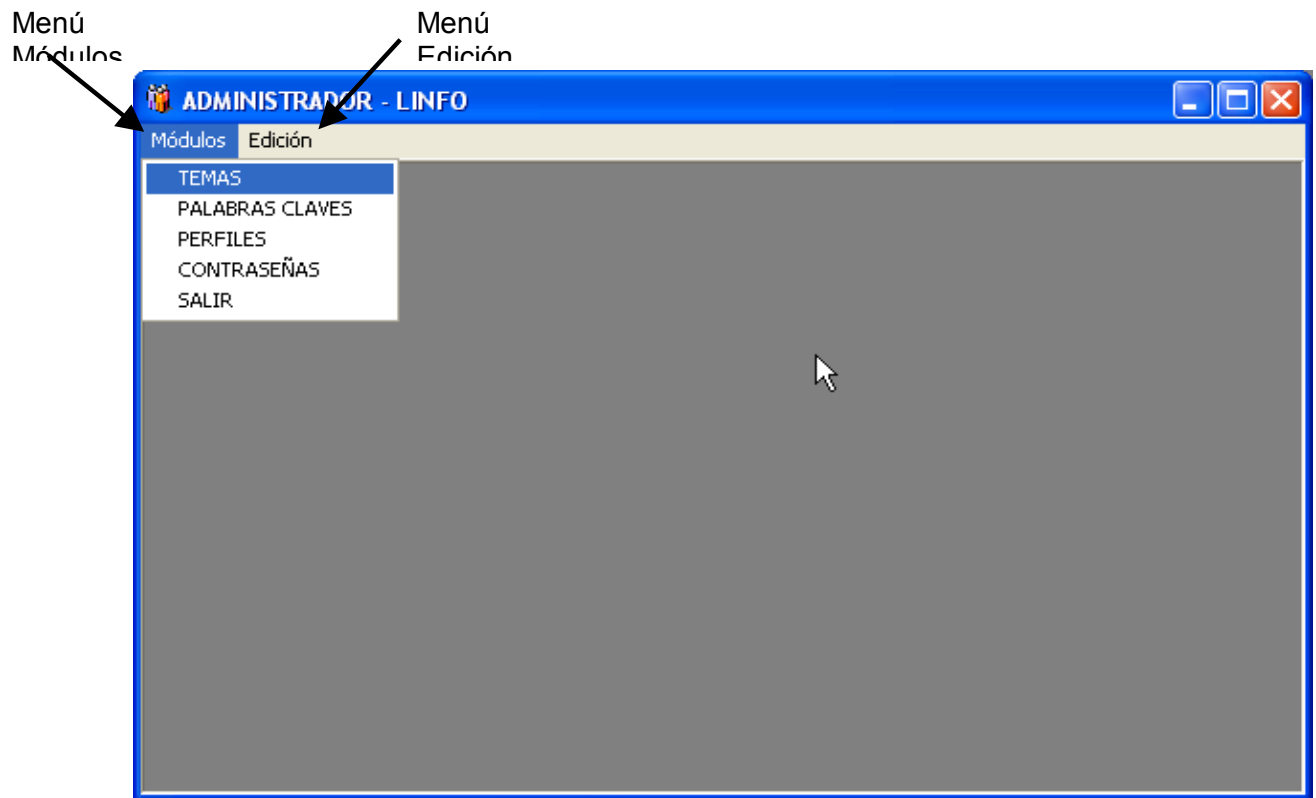 Menú
Módulos
Menú
Edición
ADMINISTRADOR - LINFO
Módulos Edición
TEMAS
PALABRAS CLAVES
PERFILES
CONTRASEÑAS
SALIR